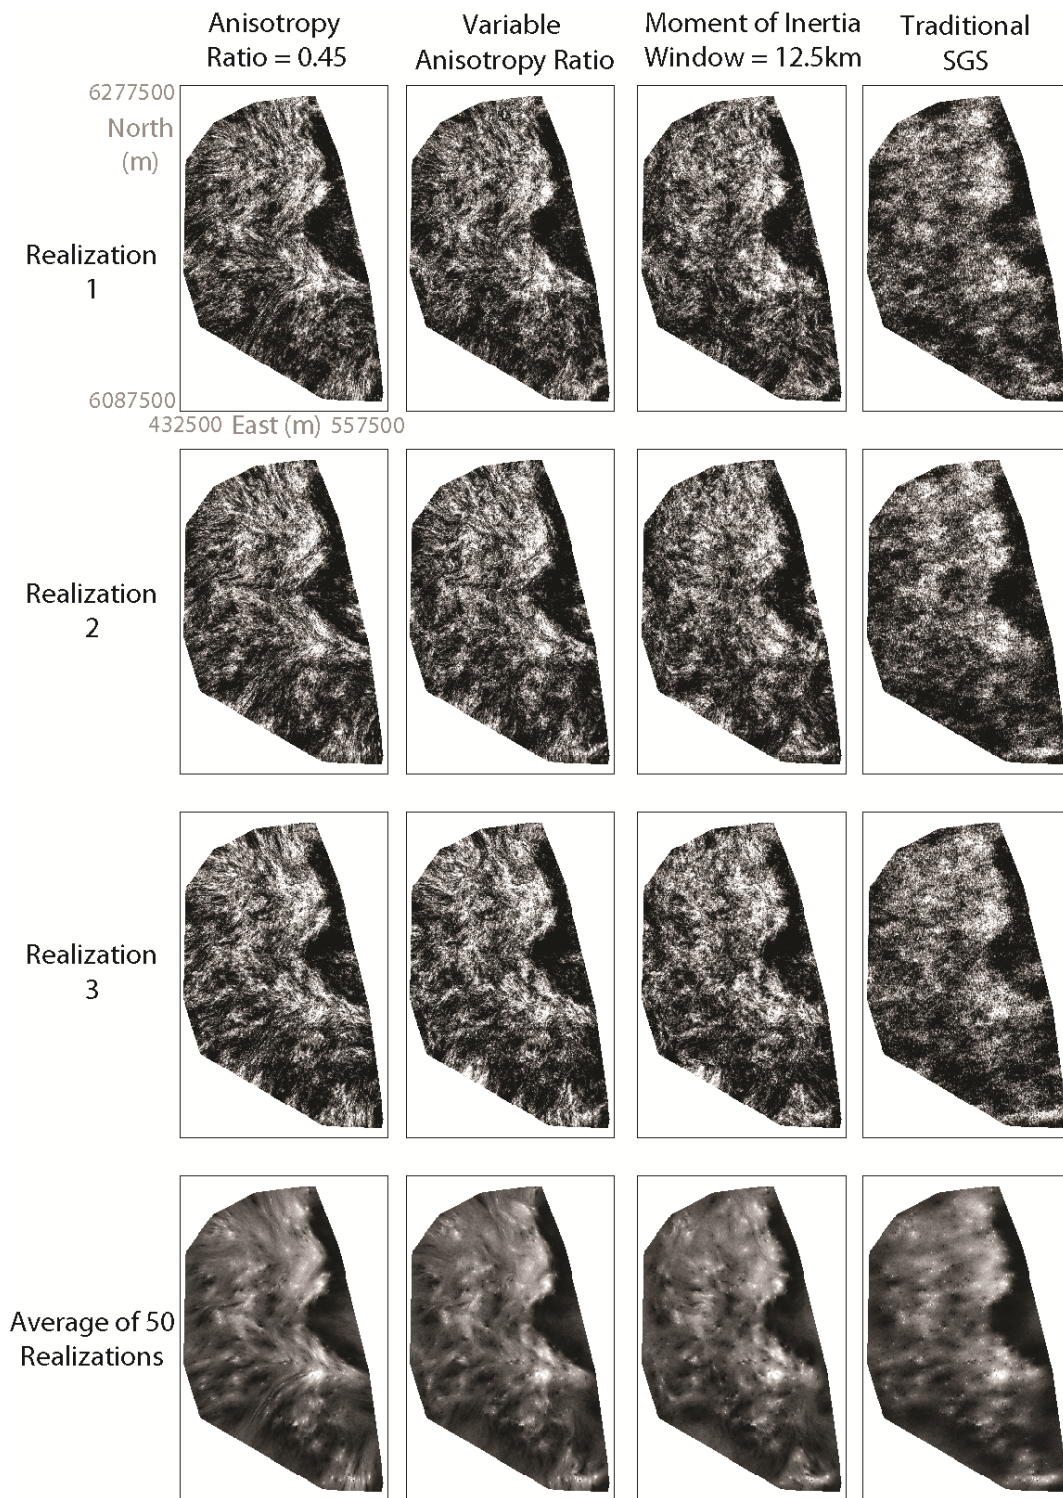 Anisotropy
Ratio = 0.45
Variable
Anisotropy Ratio
Moment of Inertia
Window = 12.5km
Traditional
SGS
6277500
North
(m)
Realization
1
6087500
432500 East (m) 557500
Realization
2
Realization
3
Average of 50
Realizations